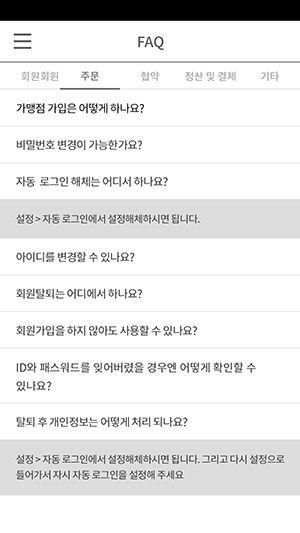 FAQ
회원회원 주문 협약 정산 및 결제 기타
가맹점 가입은 어떻게 하나요?
비밀번호 변경이 가능한가요?
자동 로그인 해체는 어디서 하나요?
설정 > 자동 로그인에서 설정해체하시면 됩니다.
아이디를 변경할 수 있나요?
회원탈퇴는 어디에서 하나요?
회원가입을 하지 않아도 사용할 수 있나요?
ID와 패스워드를 잊어버렸을 경우엔 어떻게 확인할 수
있나요?
탈퇴 후 개인정보는 어떻게 처리 되나요?
설정 > 자동 로그인에서 설정해체하시면 됩니다. 그리고 다시 설정으로
들어가서 자시 자동 로그인을 설정해 주세요